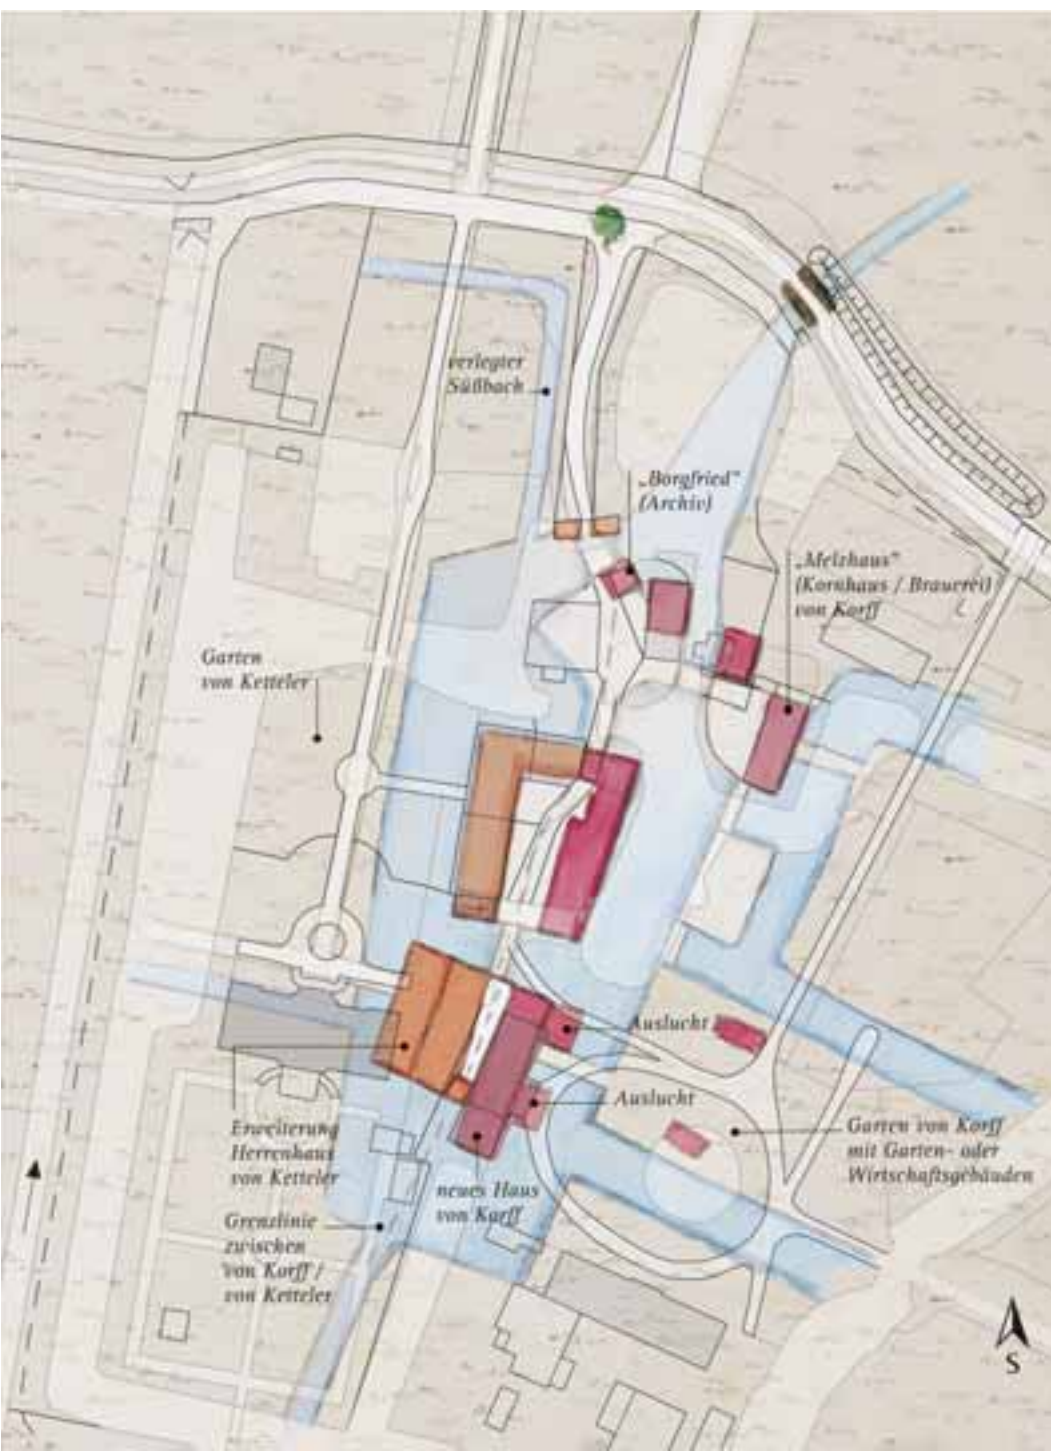 verlegter
Süßbach
„Borgfried“
(Archiv)
„Melzhaus“
(Kornhaus / Brauerei)
von Korff
Garten
von Ketteler
Auslucht
Auslucht
Erweiterung
Herrenhaus
von Ketteler
neues Haus
von Korff
Garten von Korff
mit Garten- oder
Wirtschaftsgebäuden
Grenzlinie
zwischen
von Korff /
von Ketteler
S